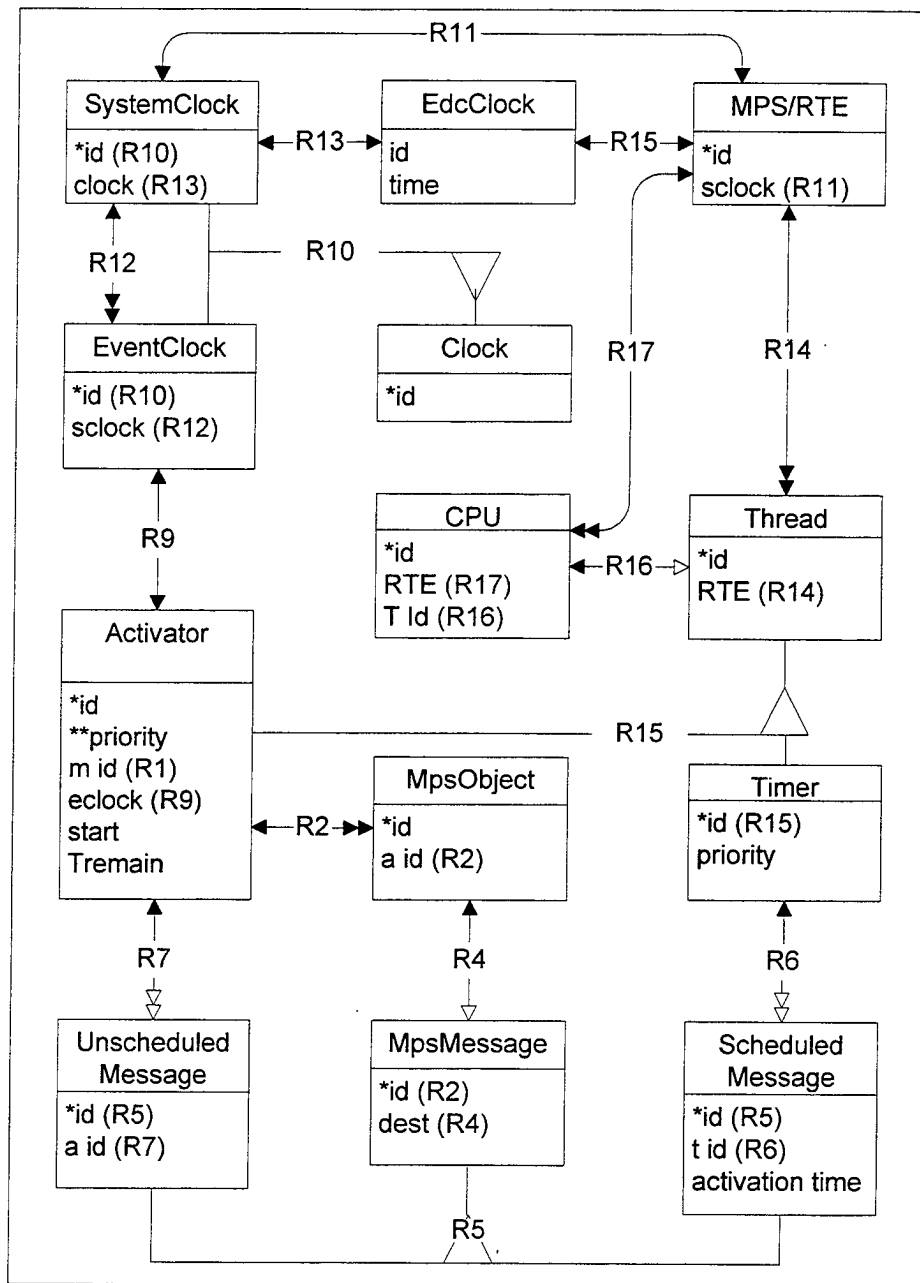 R11
SystemClock
*id (R10)
clock (R13)
R13
EdcClock
id
time
R15
MPS/RTE
*id
sclock (R11)
R12
R10
R17
R14
EventClock
*id (R10)
sclock (R12)
Clock
*id
R9
CPU
*id
RTE (R17)
T Id (R16)
R16
Thread
*id
RTE (R14)
Activator
*id
**priority
m id (R1)
eclock (R9)
start
Tremain
R15
R2
MpsObject
*id
a id (R2)
Timer
*id (R15)
priority
R7
R4
R6
Unscheduled
Message
*id (R5)
a id (R7)
MpsMessage
*id (R2)
dest (R4)
Scheduled
Message
*id (R5)
t id (R6)
activation time
R5